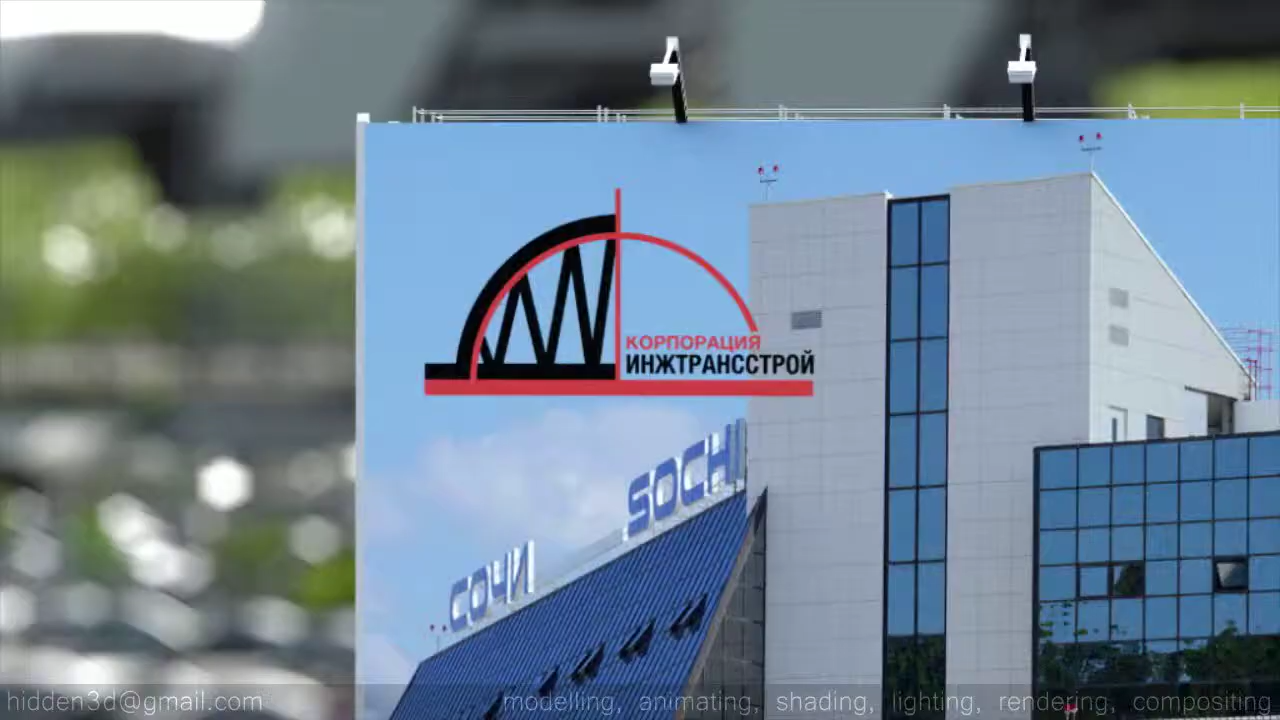 КОРПОРАЦИЯ
ИНЖТРАНССТРОЙ
SOCHI
СОЧИ
hidden3d@gmail.com
modelling, animating, shading, lighting, rendering, compositing